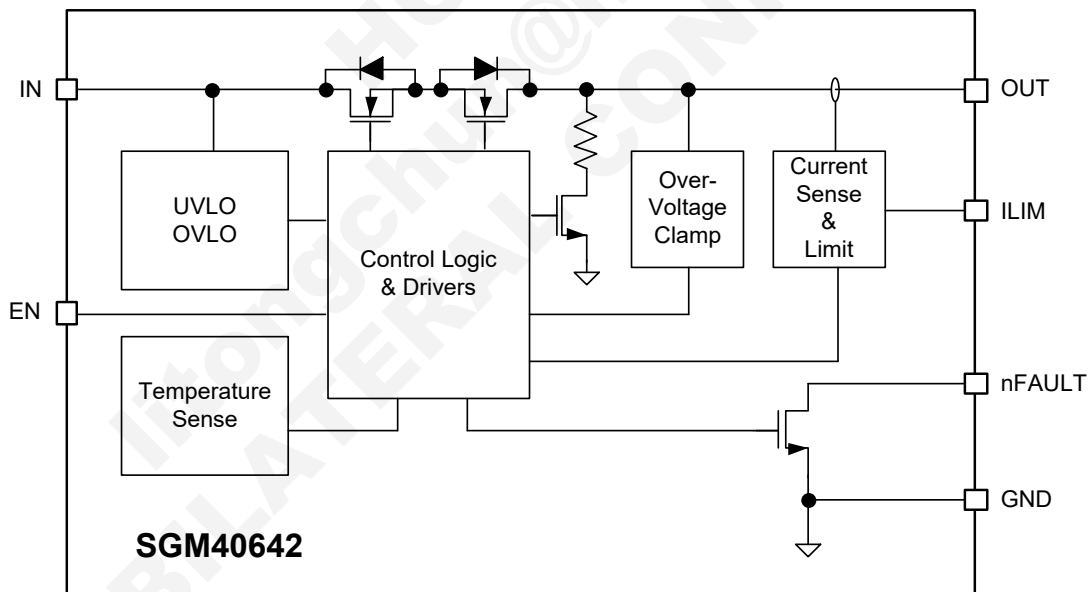 IN
OUT
UVLO
OVLO
Over-
Voltage
Clamp
Current
Sense
&
Limit
ILIM
Control Logic
& Drivers
EN
Temperature
Sense
nFAULT
GND
SGM40642